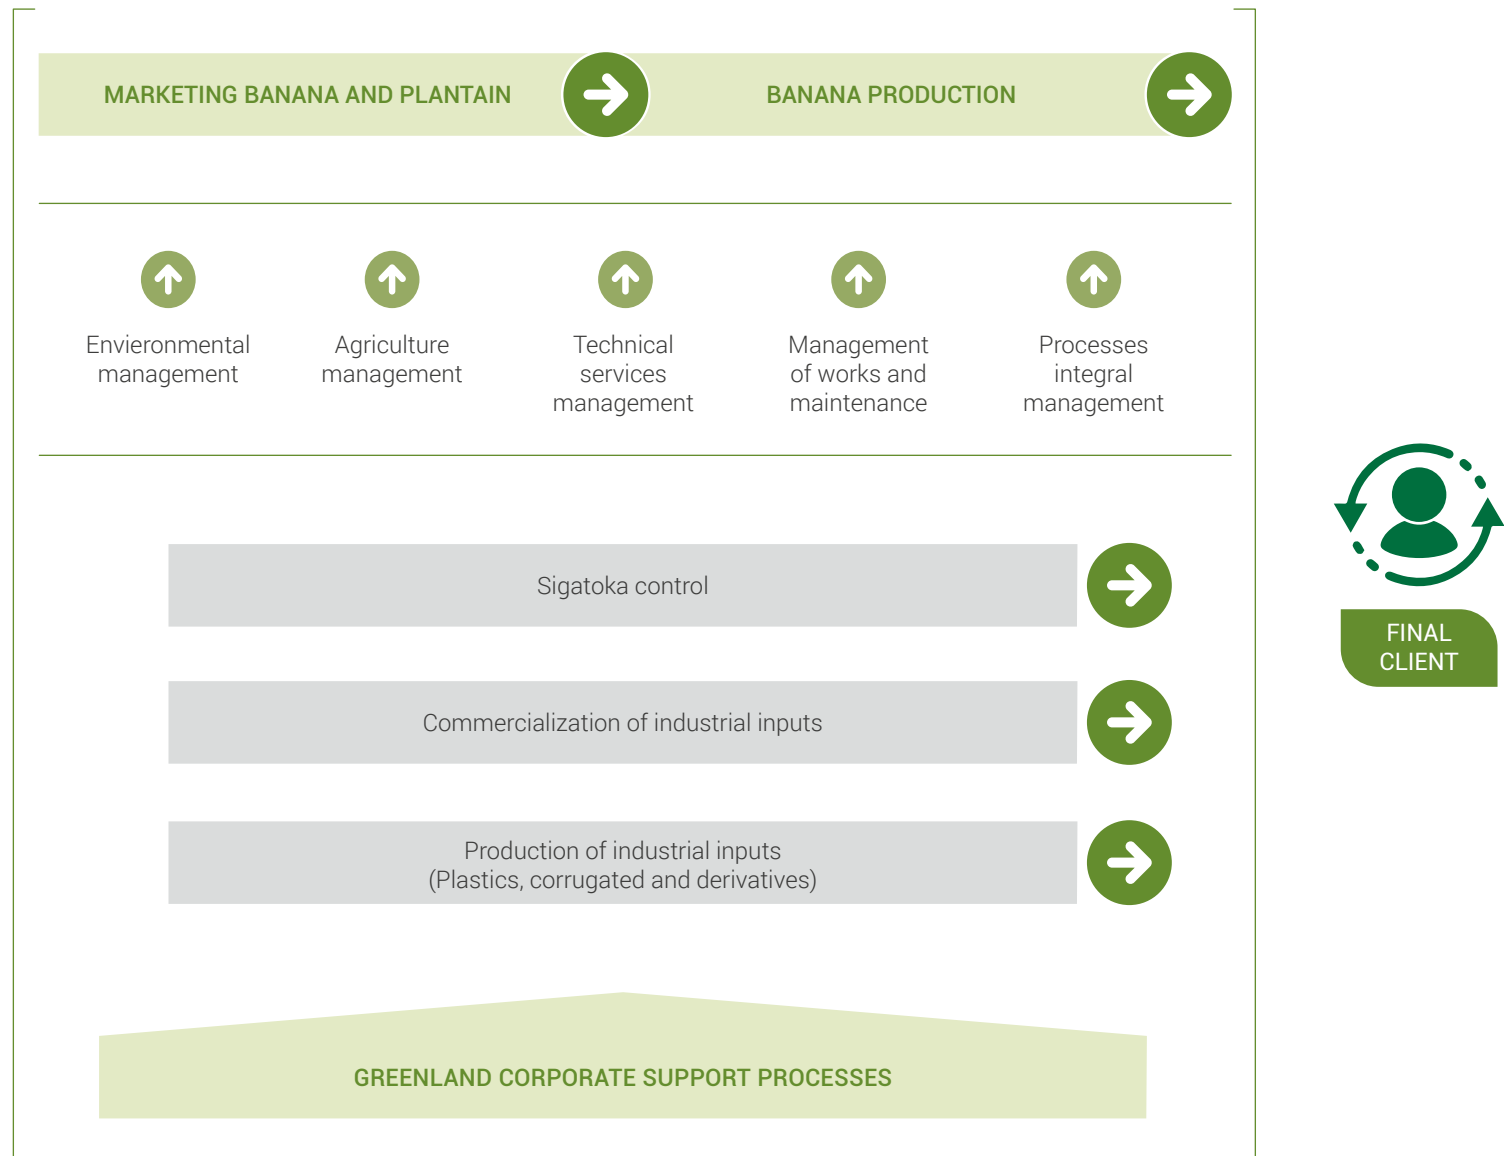 MARKETING BANANA AND PLANTAIN
BANANA PRODUCTION
Envieronmental
management
Agriculture
management
Technical
services
management
Management
of works and
maintenance
Processes
integral
management
Sigatoka control
Commercialization of industrial inputs
Production of industrial inputs
(Plastics, corrugated and derivatives)
GREENLAND CORPORATE SUPPORT PROCESSES
FINAL
CLIENT